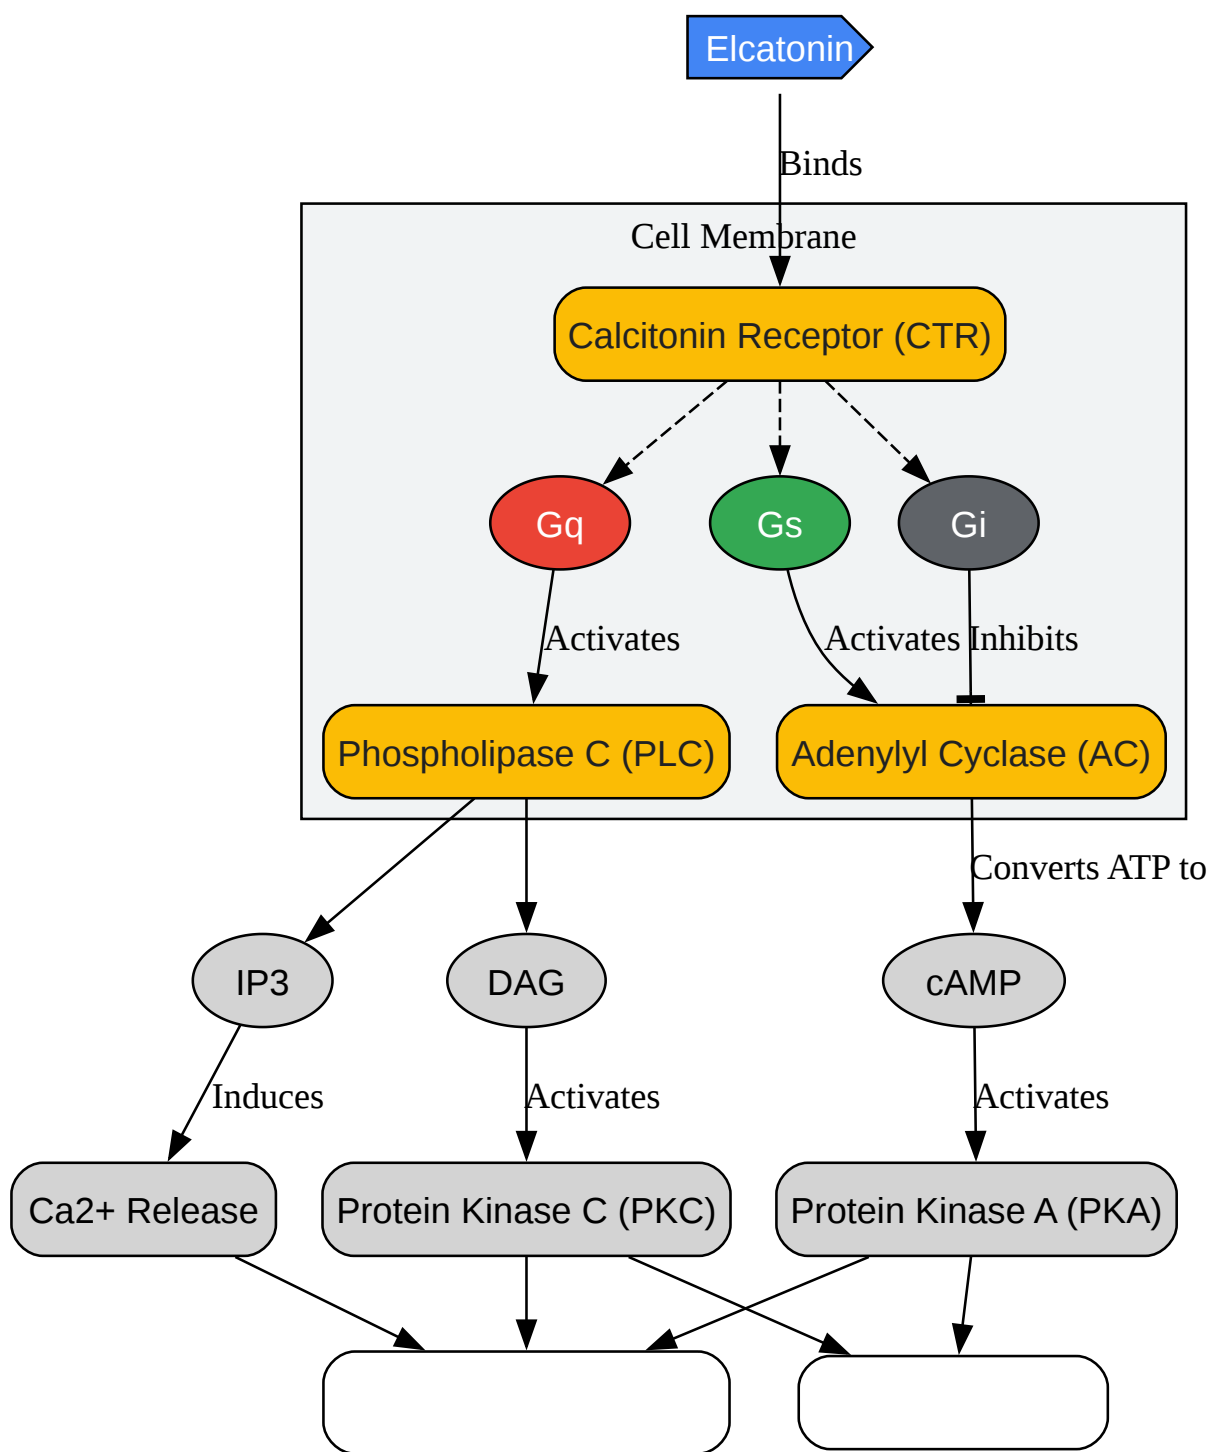 Elcatonin
Binds
Cell Membrane
Calcitonin Receptor (CTR)
Gq
Gs
Gi
Activates
Activates
Inhibits
Phospholipase C (PLC)
Adenylyl Cyclase (AC)
Converts ATP to
IP3
DAG
cAMP
Induces
Activates
Activates
Ca2+ Release
Protein Kinase C (PKC)
Protein Kinase A (PKA)